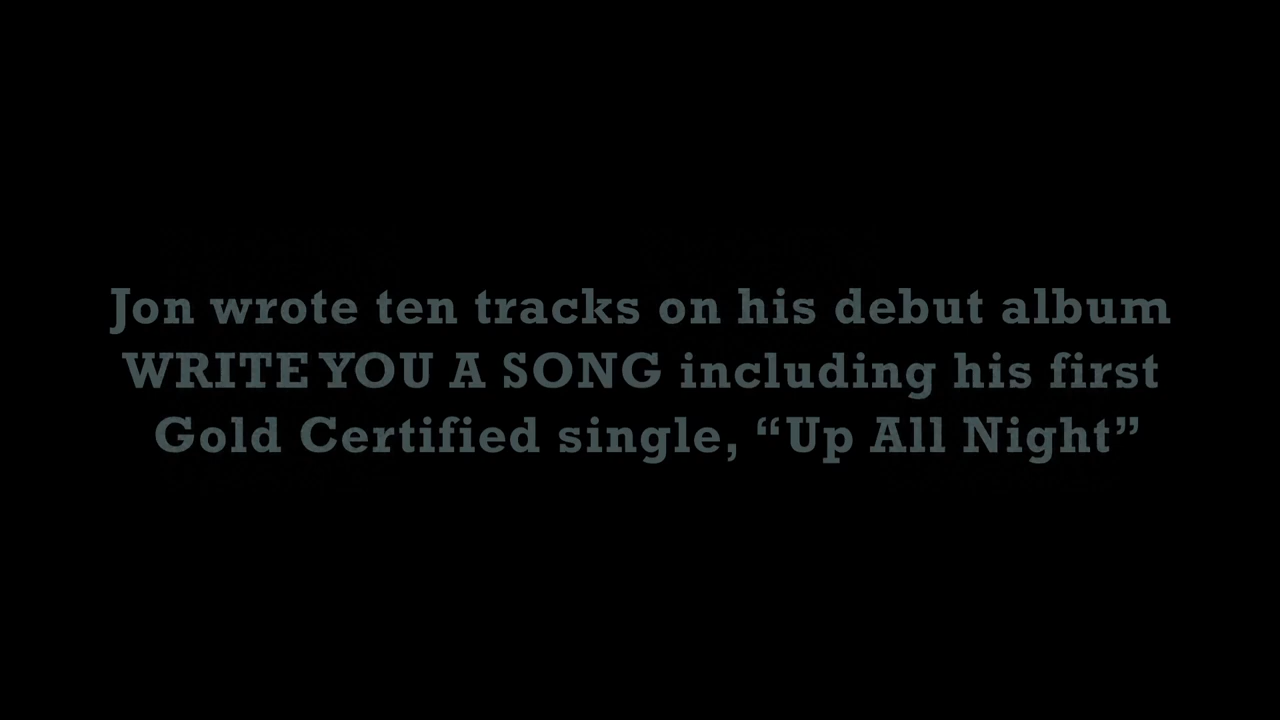 Jon wrote ten tracks on his debut album
WRITE YOU A SONG including his first
Gold Certified single, “Up All Night”